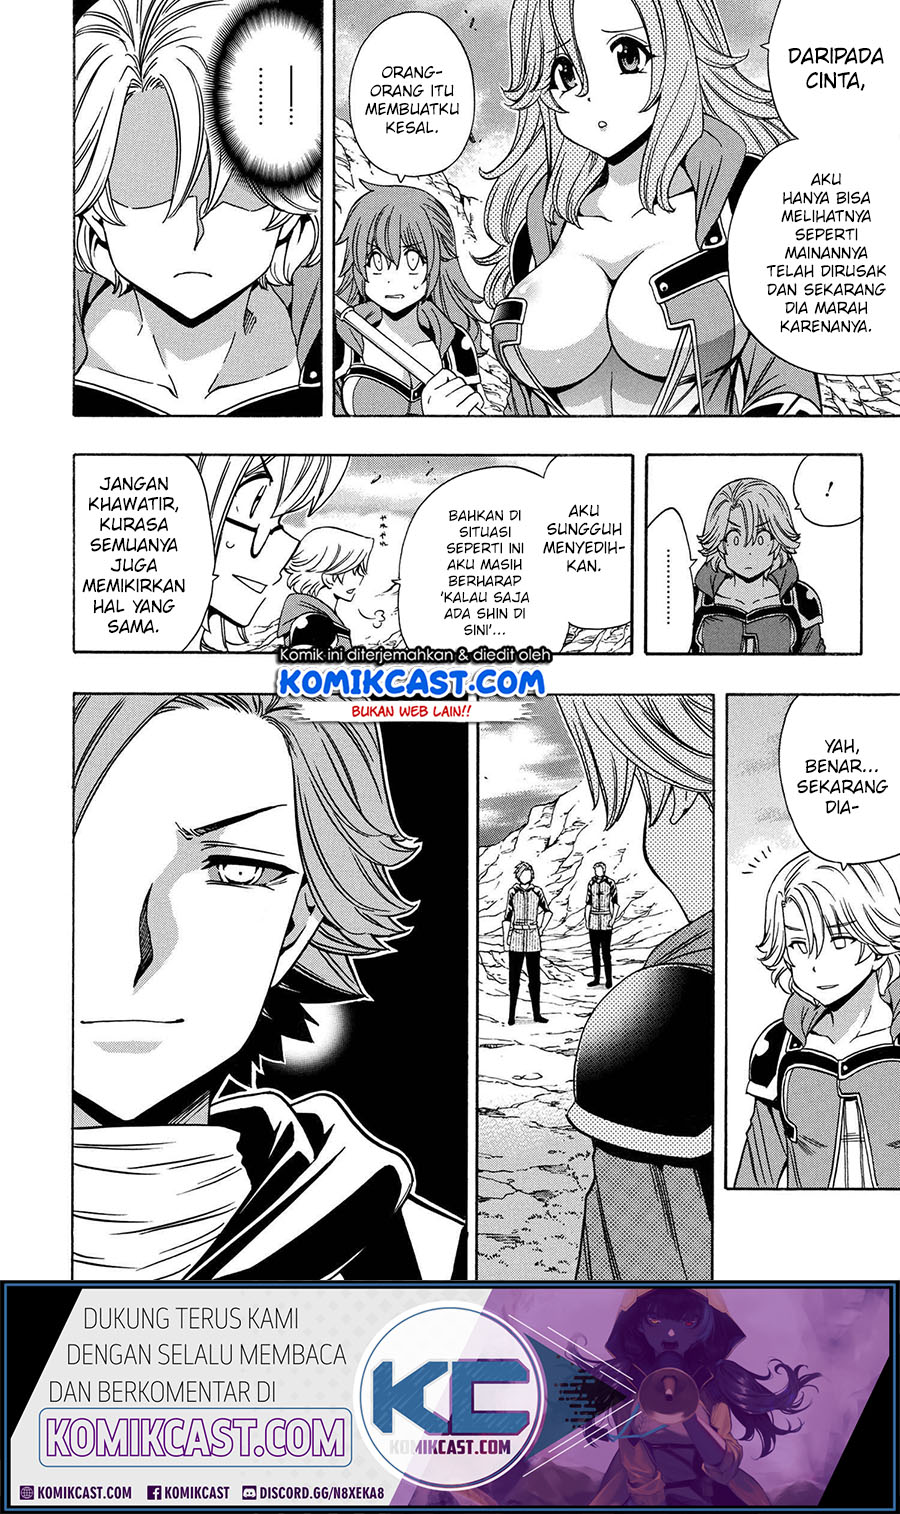 DARIPADA
CINTA,
AKU
HANYA BISA
MELIHATNYA
SEPERTI
MAINANNYA
TELAH DIRUSAK
DAN SEKARANG
DIA MARAH
KARENANYA.
ORANG-
ORANG ITU
MEMBUATKU
KESAL.
.........!
.........
!
.........
AKU
SUNGGUH
MENYEDIH-
KAN.
BAHKAN DI
SITUASI
SEPERTI INI
AKU MASIH
BERHARAP
'KALAU SAJA
ADA SHIN DI
SINI'...
JANGAN
KHAWATIR,
KURASA
SEMUANYA
JUGA
MEMIKIRKAN
HAL YANG
SAMA.
Komik ini diterjemahkan & diedit oleh
KOMIKCAST.COM
BUKAN WEB LAIN!!
YAH,
BENAR...
SEKARANG
DIA-
DUKUNG TERUS KAMI
DENGAN SELALU MEMBACA
DAN BERKOMENTAR DI
KOMIKCAST.COM
KOMIKCAST.COM KOMIKCAST DISCORD.GG/N8XEKA8
KC
KOMIKCAST.COM